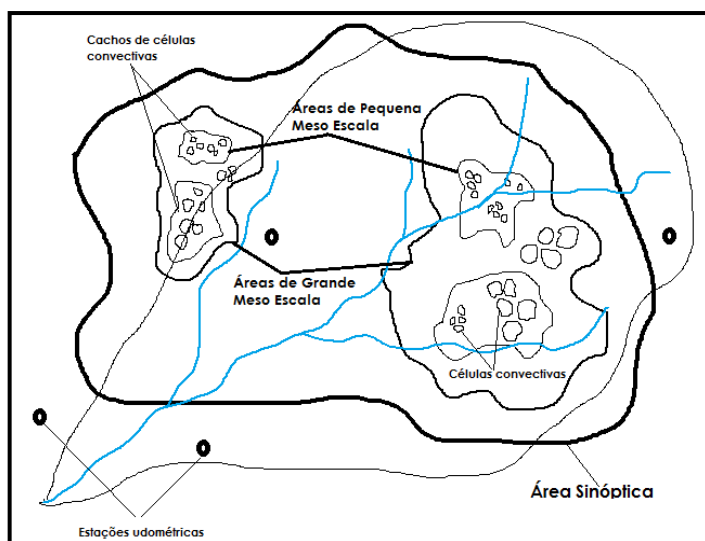 Cachos de células
convectivas
Áreas de Pequena
Meso Escala
Áreas de Grande
Meso Escala
Células convectivas
Área Sinóptica
Estações udométricas